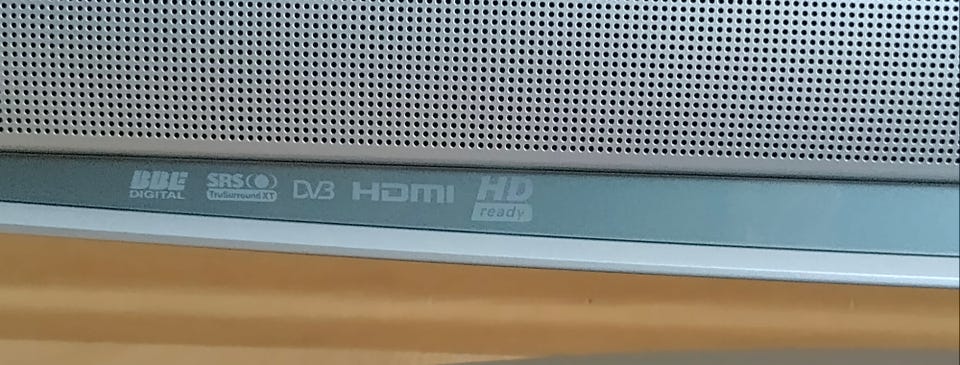 BBE DIGITAL
SRS TruSurround XT
DVB
HDMI
HD ready